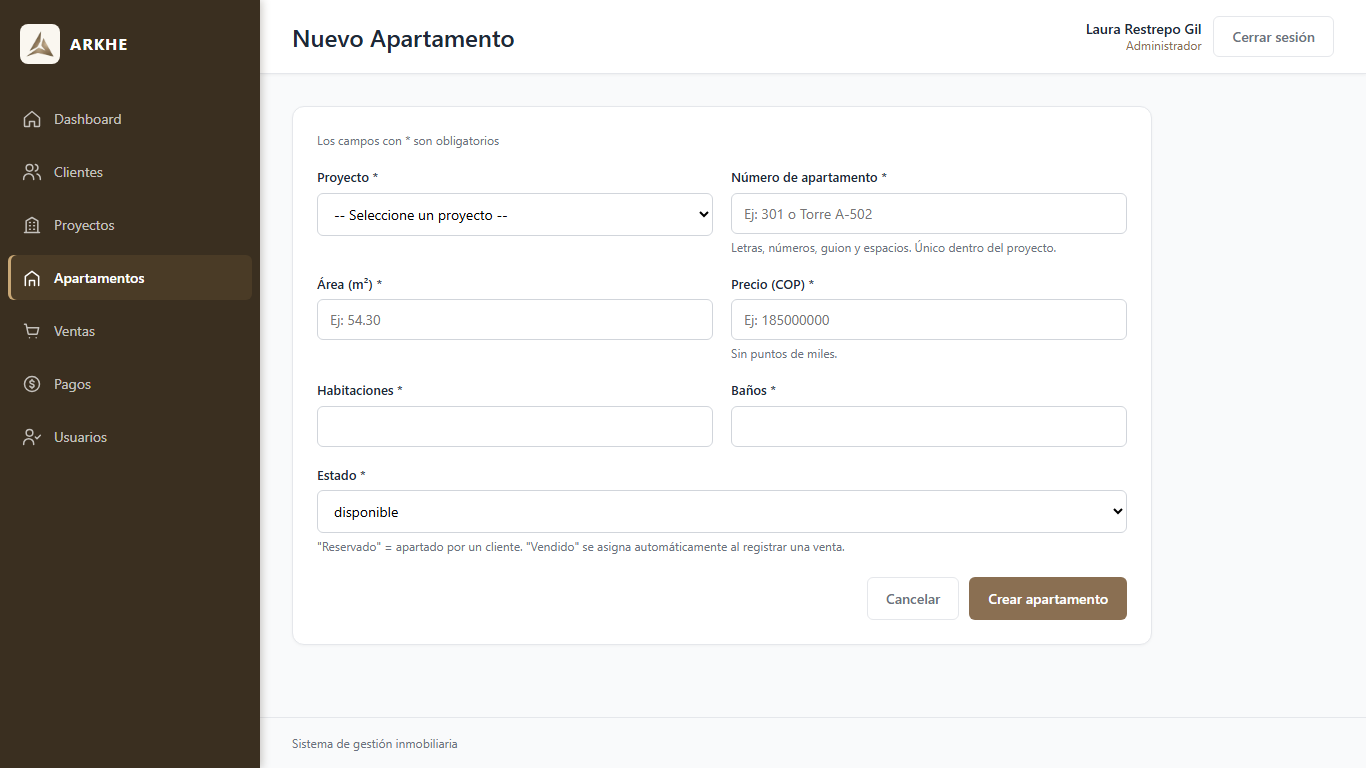 ARKHE
Dashboard
Clientes
Proyectos
Apartamentos
Ventas
Pagos
Usuarios
Nuevo Apartamento
Laura Restrepo Gil
Administrador
Cerrar sesión
Los campos con * son obligatorios
Proyecto *
-- Seleccione un proyecto --
Número de apartamento *
Ej: 301 o Torre A-502
Letras, números, guion y espacios. Único dentro del proyecto.
Área (m²) *
Ej: 54.30
Precio (COP) *
Ej: 185000000
Sin puntos de miles.
Habitaciones *
Baños *
Estado *
disponible
"Reservado" = apartado por un cliente. "Vendido" se asigna automáticamente al registrar una venta.
Cancelar
Crear apartamento
Sistema de gestión inmobiliaria